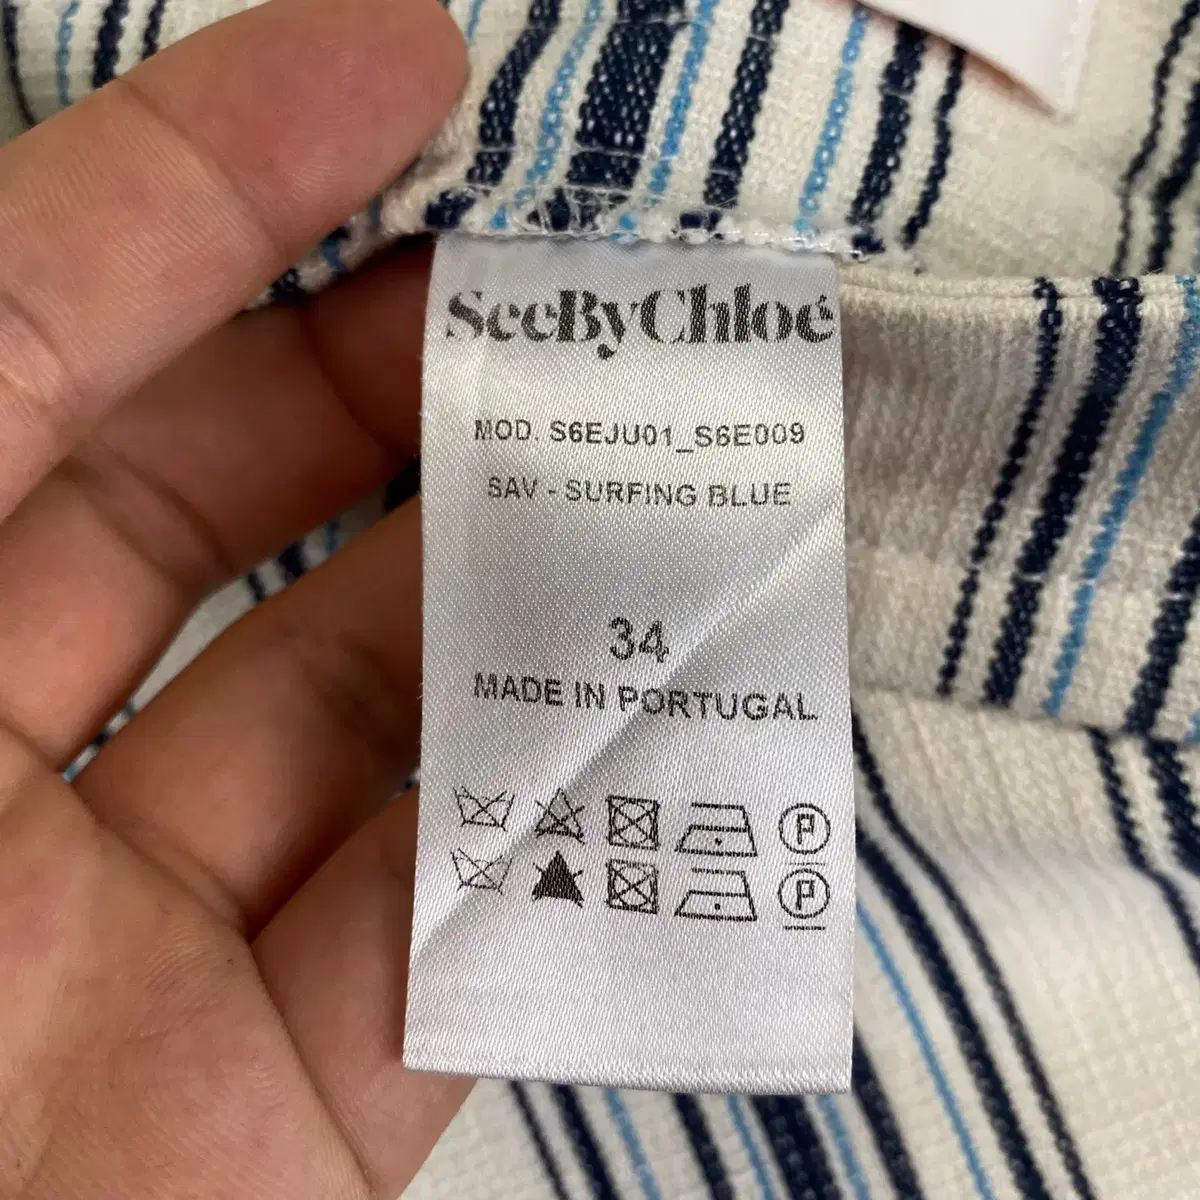 SeeByChloé
MOD. S6EJU01_S6E009
SAV - SURFING BLUE
34
MADE IN PORTUGAL
P
P